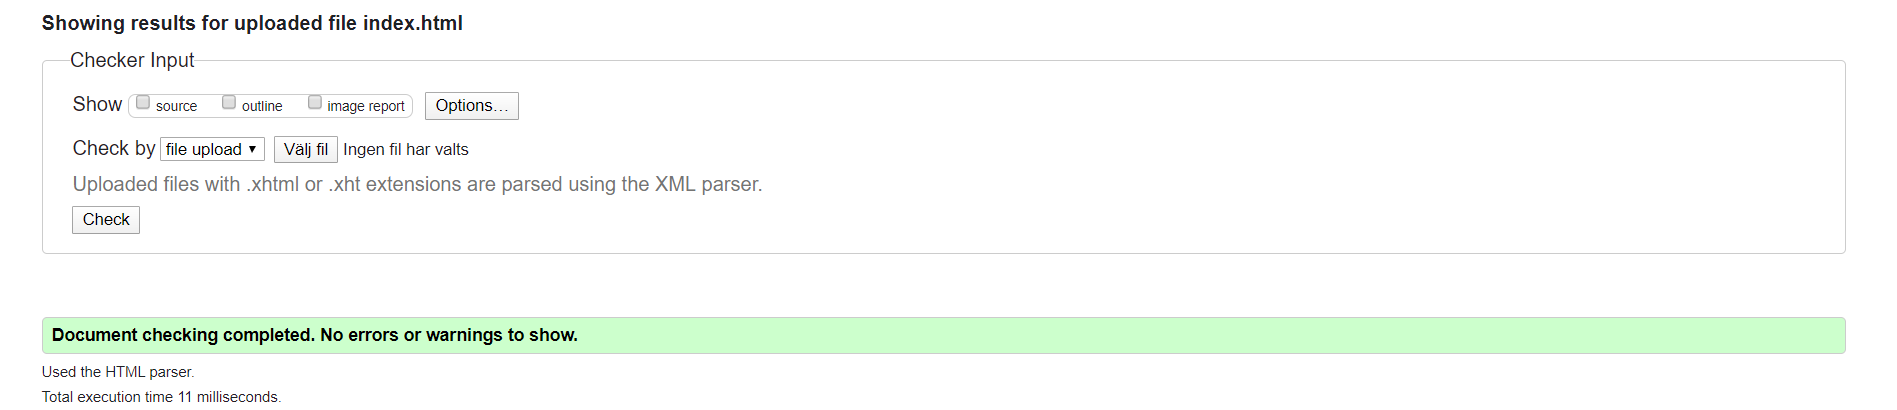 Showing results for uploaded file index.html
Checker Input
Show source outline image report Options...
Check by file upload Välj fil Ingen fil har valts
Uploaded files with .xhtml or .xht extensions are parsed using the XML parser.
Check
Document checking completed. No errors or warnings to show.
Used the HTML parser.
Total execution time 11 milliseconds.